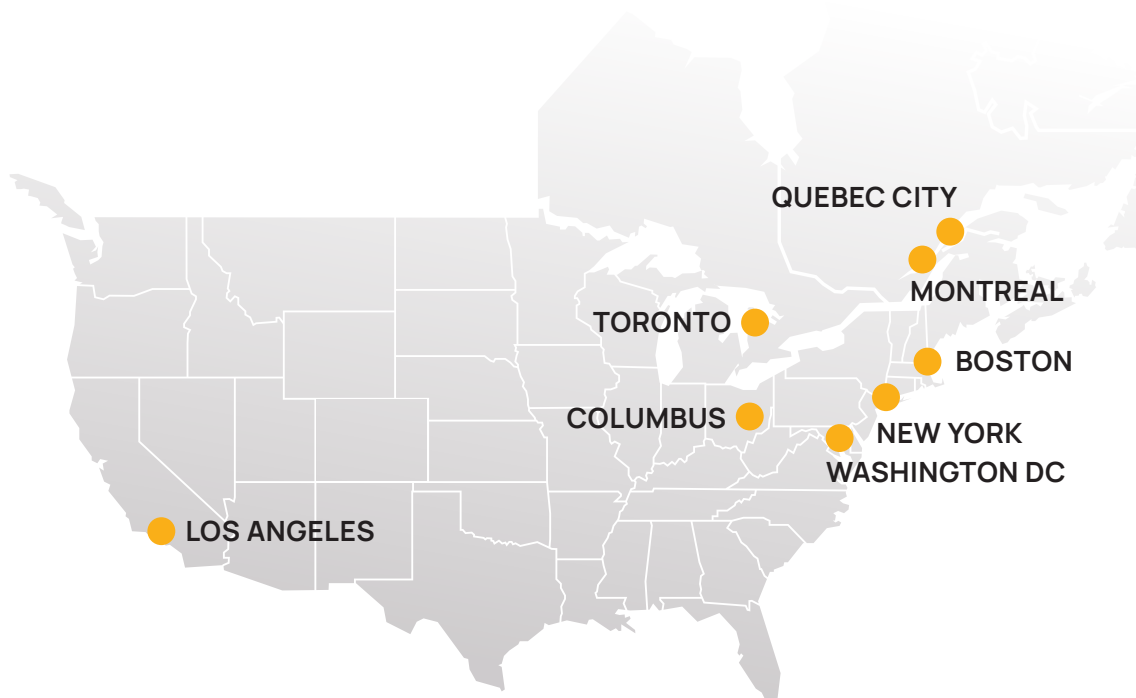 QUEBEC CITY
MONTREAL
TORONTO
BOSTON
COLUMBUS
NEW YORK
WASHINGTON DC
LOS ANGELES